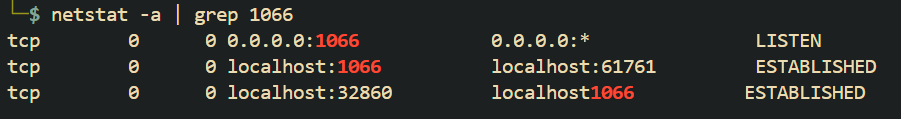 └─$ netstat -a | grep 1066
tcp 0 0 0.0.0.0:1066 0.0.0.0:* LISTEN
tcp 0 0 localhost:1066 localhost:61761 ESTABLISHED
tcp 0 0 localhost:32860 localhost1066 ESTABLISHED